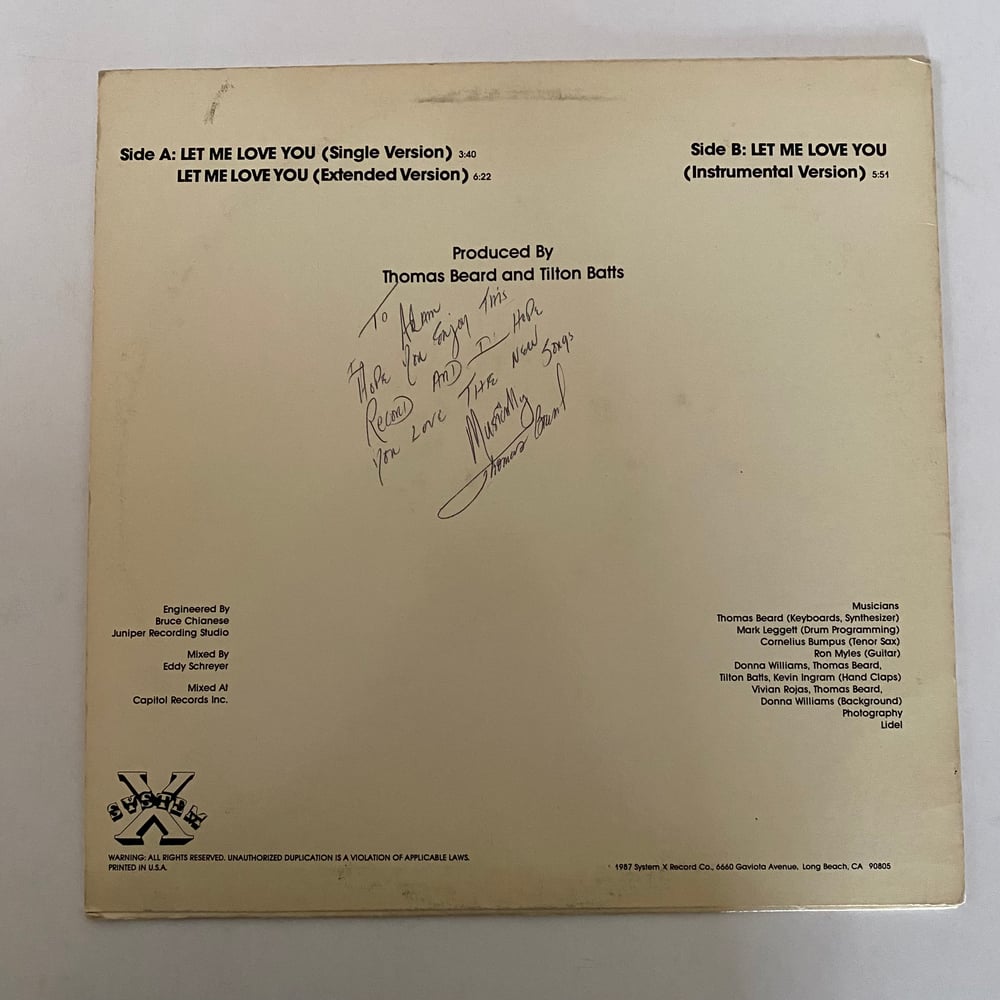 Side A: LET ME LOVE YOU (Single Version) 3:40
LET ME LOVE YOU (Extended Version) 6:22
Side B: LET ME LOVE YOU
(Instrumental Version) 5:51
Produced By
Thomas Beard and Tilton Batts
To Adam
I Hope You Enjoy This
Record AND I Hope
You Love The New Songs
Musically
Thomas Beard
Engineered By
Bruce Chianese
Juniper Recording Studio
Mixed By
Eddy Schreyer
Mixed At
Capitol Records Inc.
Musicians
Thomas Beard (Keyboards, Synthesizer)
Mark Leggett (Drum Programming)
Cornelius Bumpus (Tenor Sax)
Ron Myles (Guitar)
Donna Williams, Thomas Beard,
Tilton Batts, Kevin Ingram (Hand Claps)
Vivian Rojas, Thomas Beard,
Donna Williams (Background)
Photography
Lidel
SYSTEM X
WARNING: ALL RIGHTS RESERVED. UNAUTHORIZED DUPLICATION IS A VIOLATION OF APPLICABLE LAWS.
PRINTED IN U.S.A.
1987 System X Record Co., 6660 Gaviota Avenue, Long Beach, CA 90805